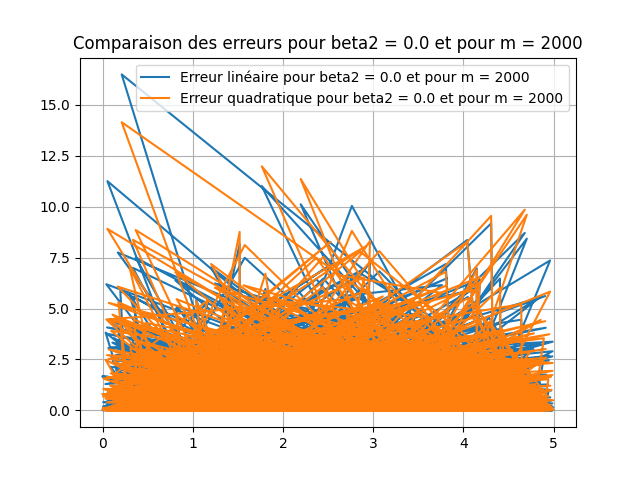 Comparaison des erreurs pour beta2 = 0.0 et pour m = 2000
Erreur linéaire pour beta2 = 0.0 et pour m = 2000
Erreur quadratique pour beta2 = 0.0 et pour m = 2000
15.0
12.5
10.0
7.5
5.0
2.5
0.0
0 1 2 3 4 5